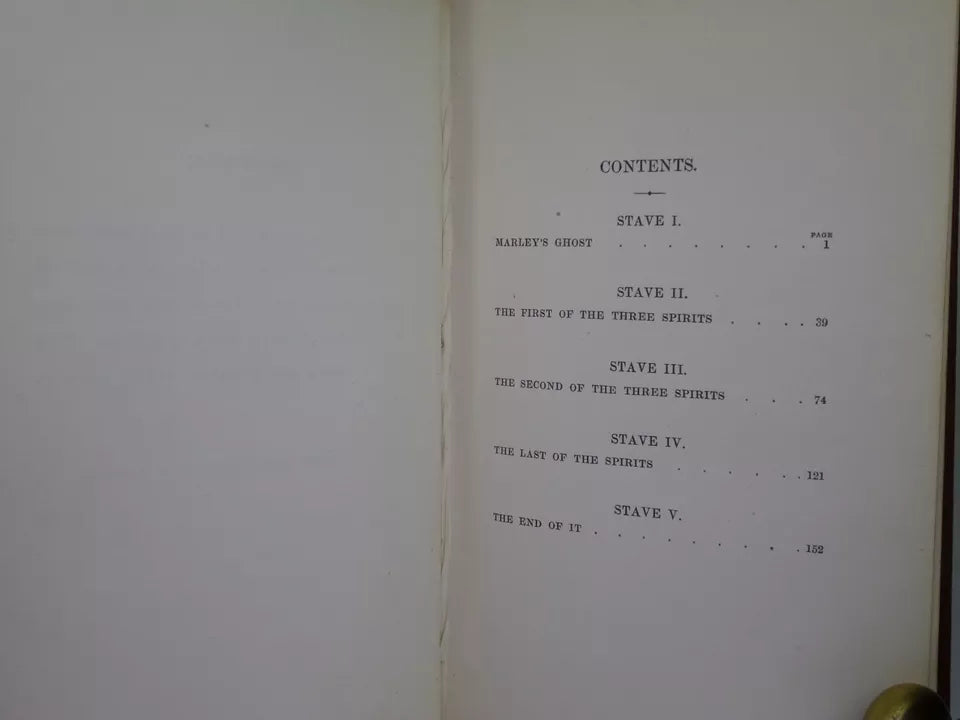 CONTENTS.
STAVE I.
PAGE
MARLEY'S GHOST . . . . . . . . 1
STAVE II.
THE FIRST OF THE THREE SPIRITS . . . . 39
STAVE III.
THE SECOND OF THE THREE SPIRITS . . . 74
STAVE IV.
THE LAST OF THE SPIRITS . . . . . . 121
STAVE V.
THE END OF IT . . . . . . . . . 152